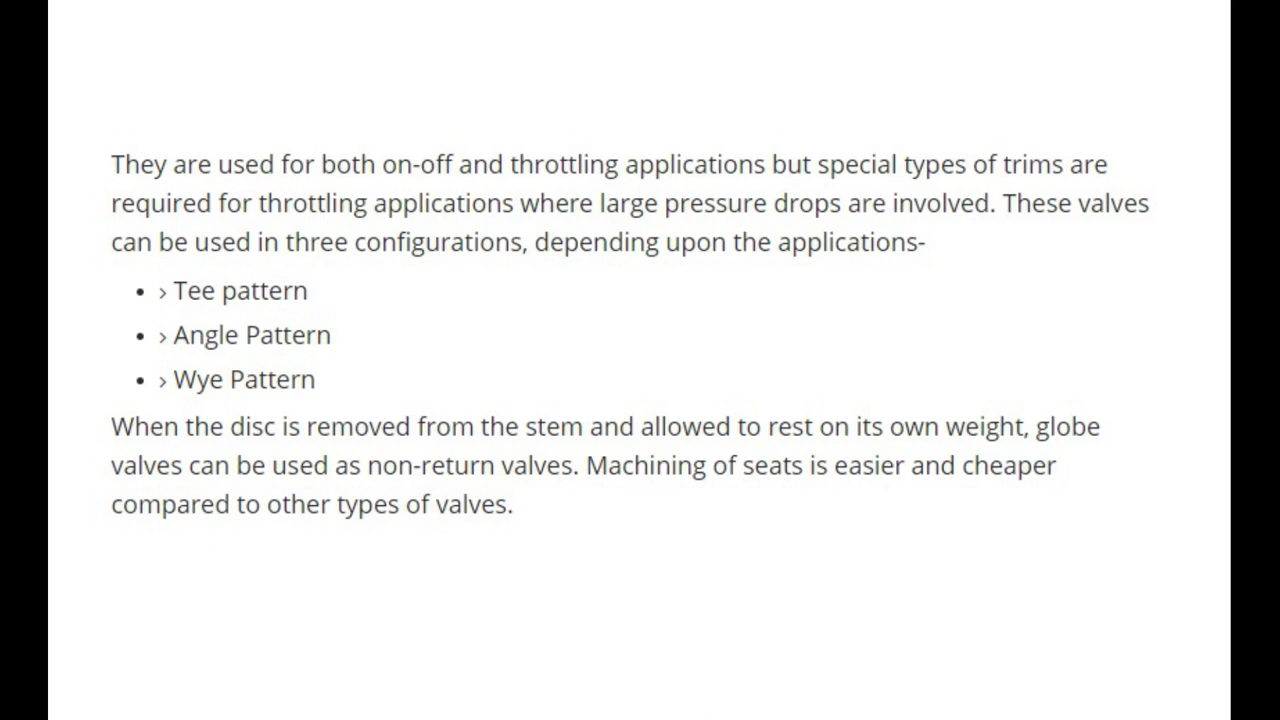 They are used for both on-off and throttling applications but special types of trims are
required for throttling applications where large pressure drops are involved. These valves
can be used in three configurations, depending upon the applications-
• › Tee pattern
• › Angle Pattern
• › Wye Pattern
When the disc is removed from the stem and allowed to rest on its own weight, globe
valves can be used as non-return valves. Machining of seats is easier and cheaper
compared to other types of valves.